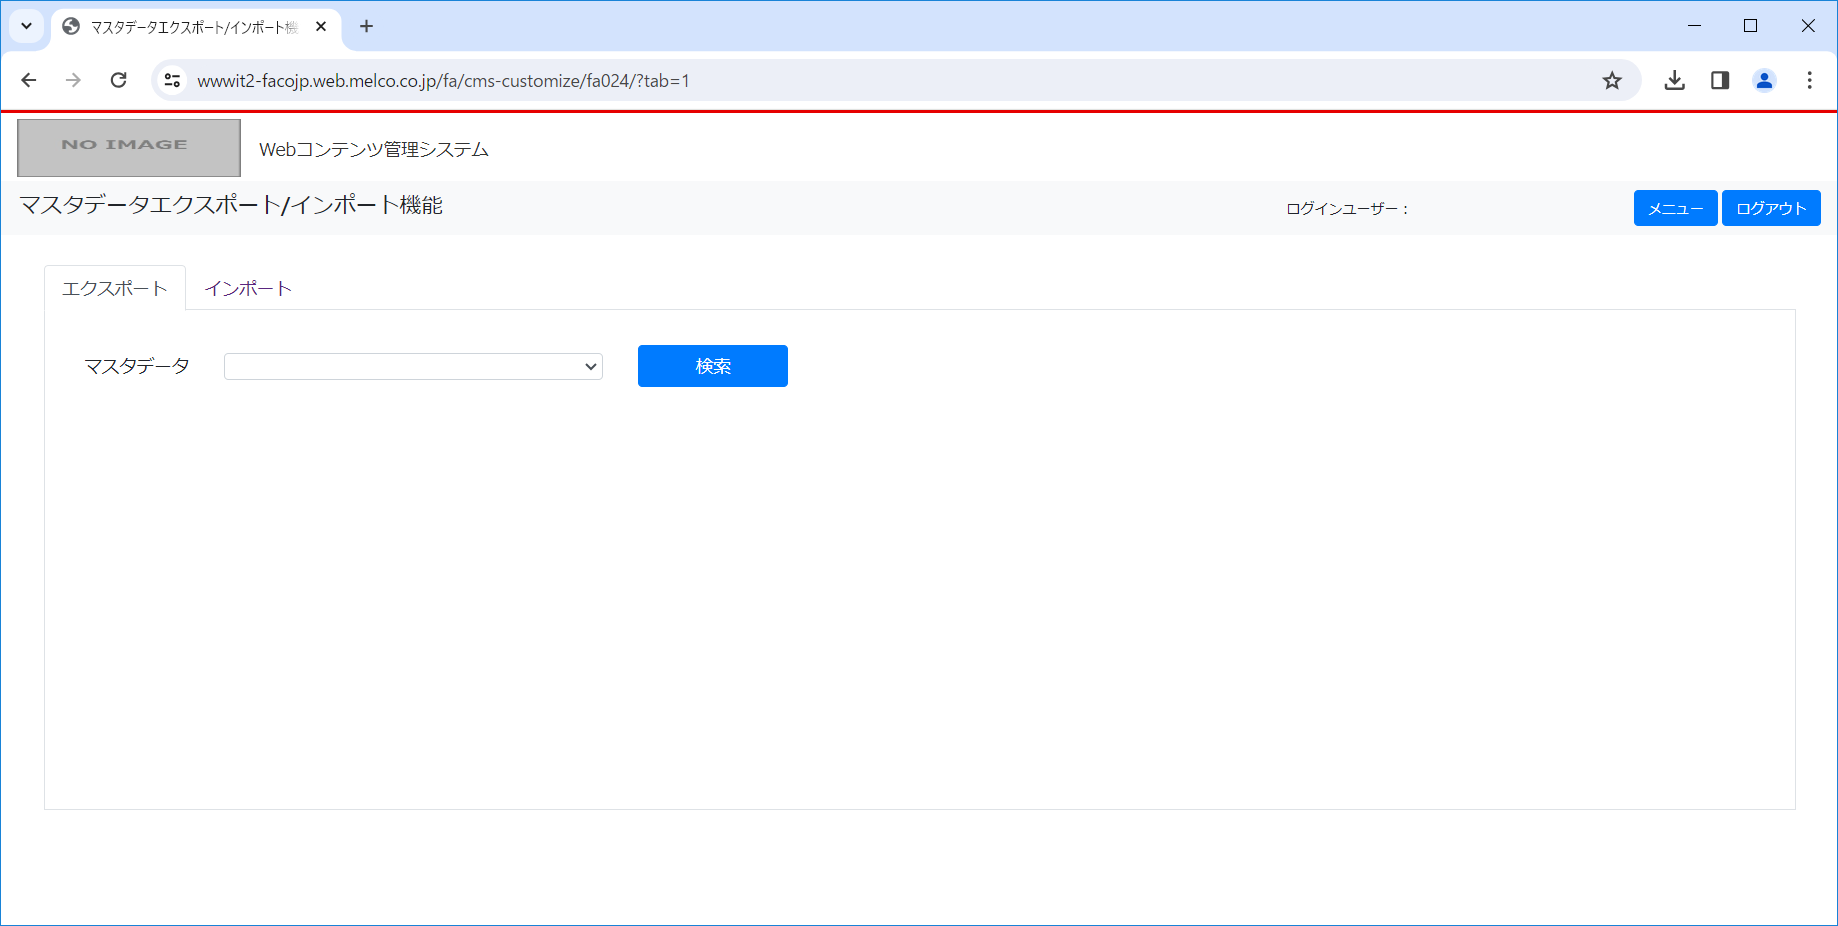 マスタデータエクスポート/インポート機
wwwit2-facojp.web.melco.co.jp/fa/cms-customize/fa024/?tab=1
NO IMAGE
Webコンテンツ管理システム
マスタデータエクスポート/インポート機能
ログインユーザー：
メニュー
ログアウト
エクスポート
インポート
マスタデータ
検索